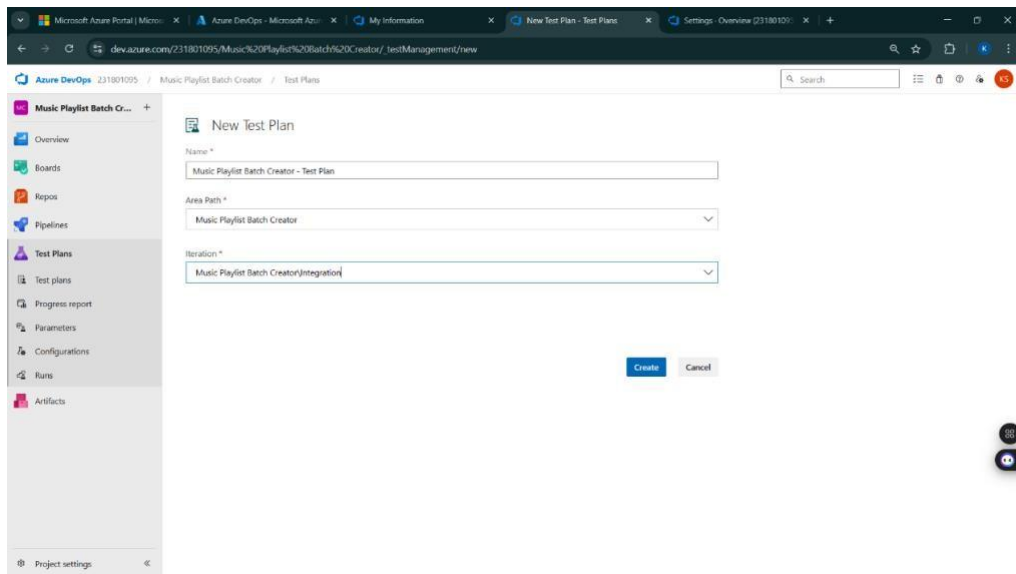 Microsoft Azure Portal | Micros
Azure DevOps - Microsoft Azur
My Information
New Test Plan - Test Plans
Settings - Overview (23180109
dev.azure.com/231801095/Music%20Playlist%20Batch%20Creator/_testManagement/new
K
Azure DevOps 231801095 / Music Playlist Batch Creator / Test Plans
Search
KS
MC Music Playlist Batch Cr... +
Overview
Boards
Repos
Pipelines
Test Plans
Test plans
Progress report
Parameters
Configurations
Runs
Artifacts
Project settings
New Test Plan
Name *
Music Playlist Batch Creator - Test Plan
Area Path *
Music Playlist Batch Creator
Iteration *
Music Playlist Batch Creator\Integration
Create Cancel